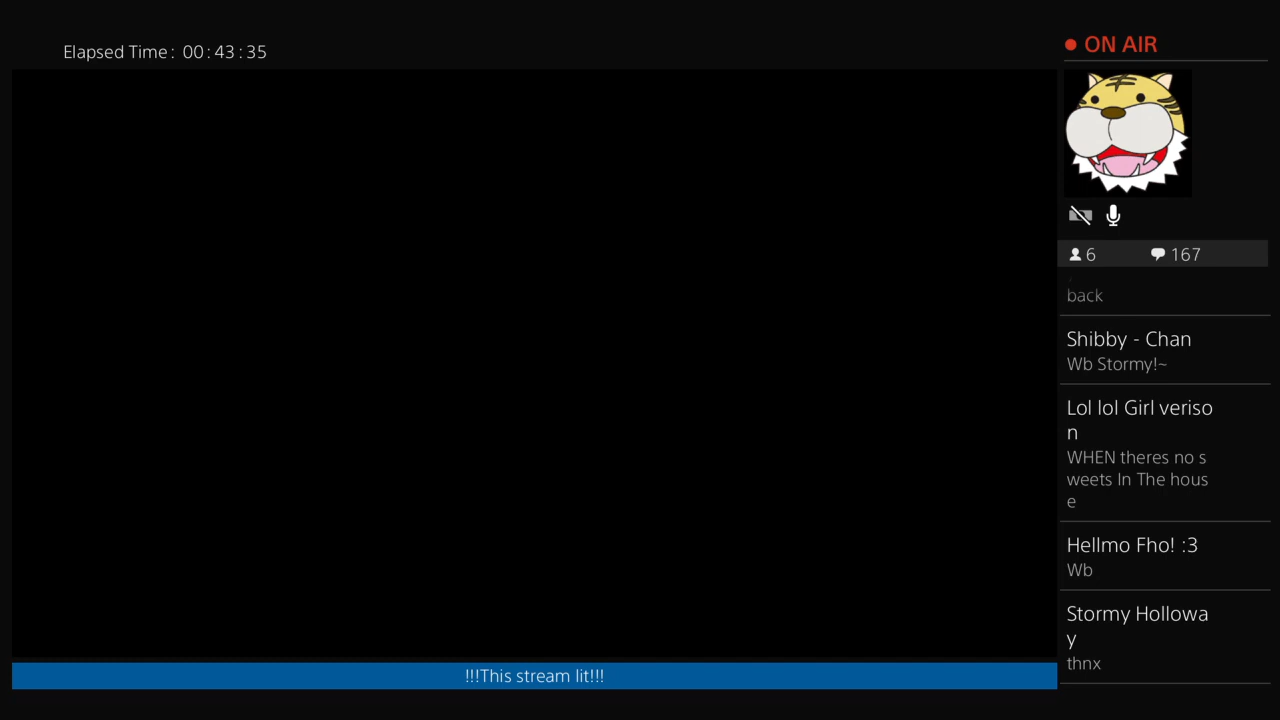 Elapsed Time: 00:43:35
ON AIR
6 167
back
Shibby - Chan
Wb Stormy!~
Lol lol Girl veriso
n
WHEN theres no s
weets In The hous
e
Hellmo Fho! :3
Wb
Stormy Hollowa
y
thnx
!!!This stream lit!!!